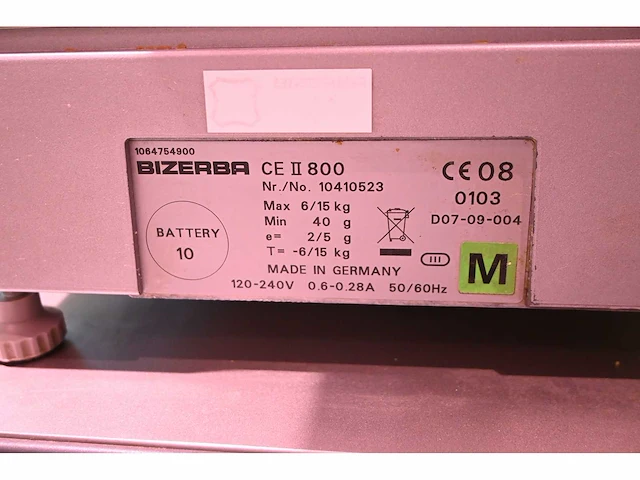 1064754900
BIZERBA CE II 800
Nr./No. 10410523
Max 6/15 kg
Min 40 g
e= 2/5 g
T= -6/15 kg
MADE IN GERMANY
120-240V 0.6-0.28A 50/60Hz
BATTERY
10
CE 08
0103
D07-09-004
III
M